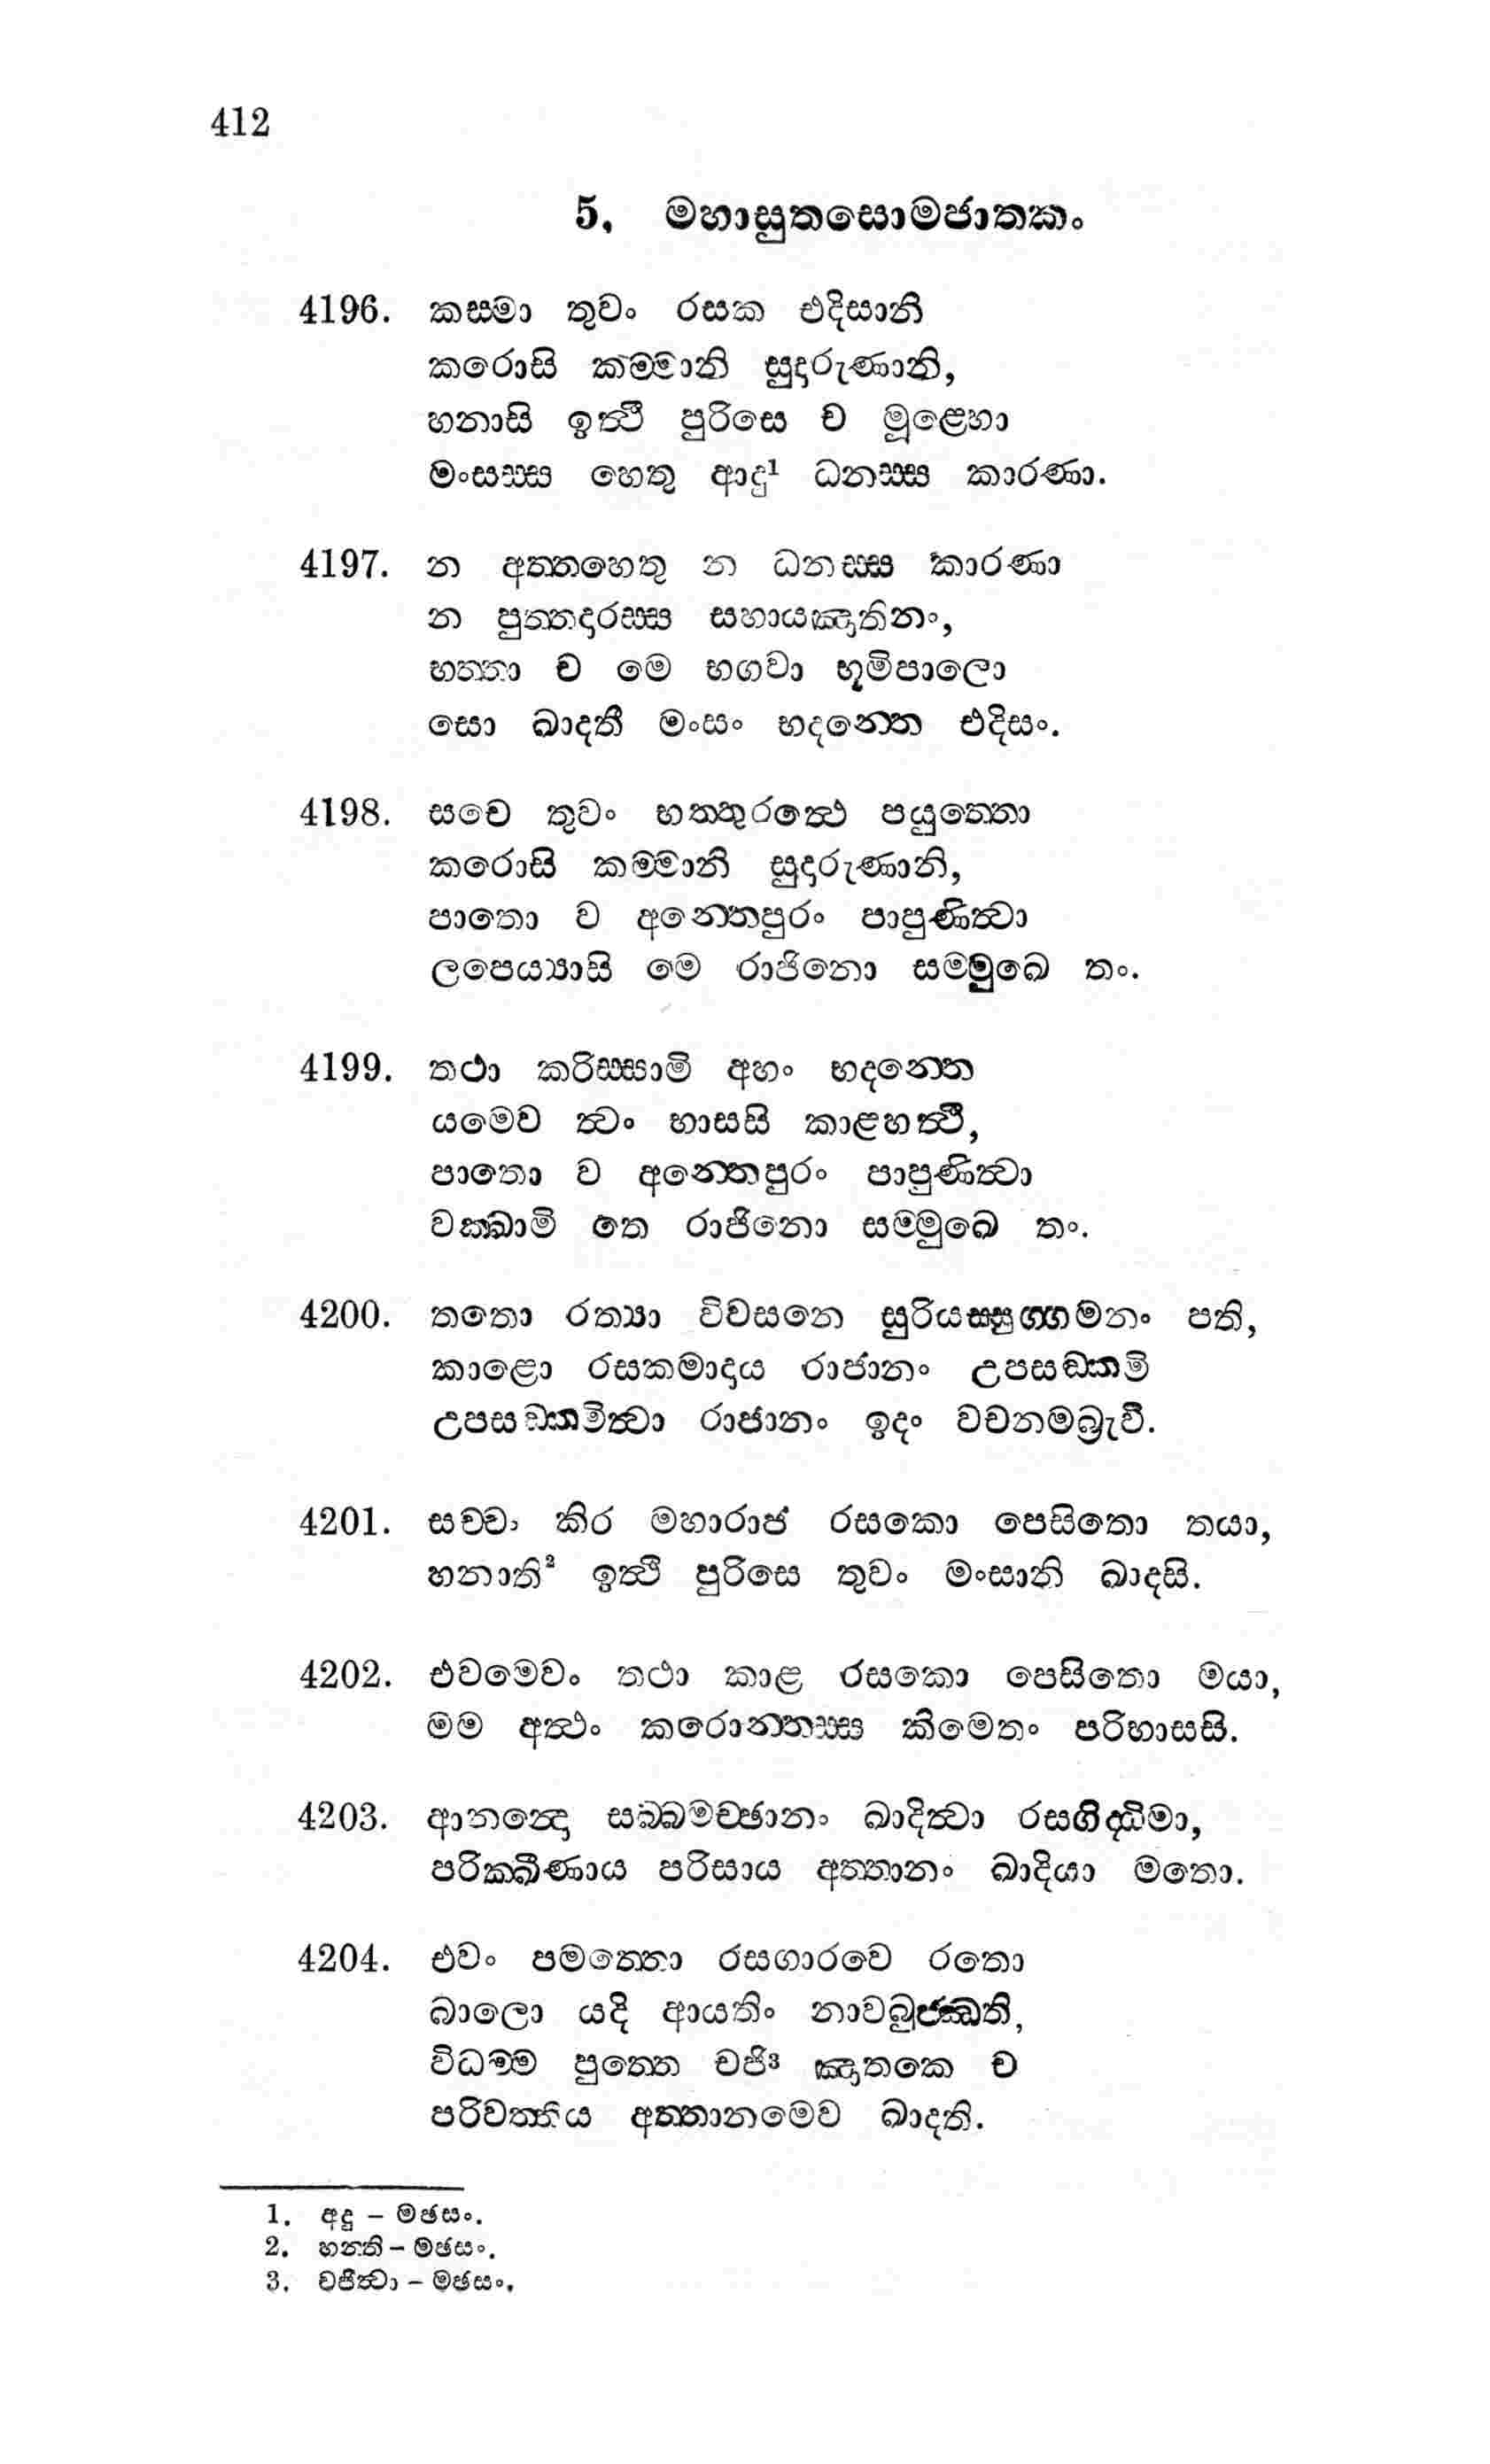 412
5. මහාසුතසොමජාතකං
4196. කස්මා තුවං රසක එදිසානි
කරොසි කම්මානි සුදාරුණානි,
හනාසි ඉත්ථී පුරිසෙ ච මූළ්හො
මංසස්ස හෙතු ආදු¹ ධනස්ස කාරණා.
4197. න අත්තහෙතු න ධනස්ස කාරණා
න පුත්තදාරස්ස සහායඤාතිනං,
භත්තා ච මෙ භගවා භූමිපාලො
සො ඛාදතී මංසං භදන්තෙ එදිසං.
4198. සචෙ තුවං භත්තුරත්ථෙ පයුත්තො
කරොසි කම්මානි සුදාරුණානි,
පාතො ව අන්තෙපුරං පාපුණිත්වා
ලපෙය්‍යාසි මෙ රාජිනො සම්මුඛෙ තං.
4199. තථා කරිස්සාමි අහං භදන්තෙ
යමෙව ත්වං භාසසි කාළහත්ථී,
පාතො ව අන්තෙපුරං පාපුණිත්වා
වක්ඛාමි තෙ රාජිනො සම්මුඛෙ තං.
4200. තතො රත්‍යා විවසනෙ සුරියස්සුග්ගමනං පති,
කාළො රසකමාදාය රාජානං උපසඞ්කමි
උපසඞ්කමිත්වා රාජානං ඉදං වචනමබ්‍රැවී.
4201. සච්චං කිර මහාරාජ රසකො පෙසිතො තයා,
හනාති² ඉත්ථී පුරිසෙ තුවං මංසානි ඛාදසි.
4202. එවමෙවං තථා කාළ රසකො පෙසිතො මයා,
මම අත්ථං කරොන්තස්ස කිමෙතං පරිභාසසි.
4203. ආනන්දො සබ්බමච්ඡානං ඛාදිත්වා රසගිද්ධිමා,
පරික්ඛීණාය පරිසාය අත්තානං ඛාදියා මතො.
4204. එවං පමත්තො රසගාරවෙ රතො
බාලො යදි ආයතිං නාවබුජ්ඣති,
විධම්ම පුත්තෙ චජි³ ඤාතකෙ ච
පරිවත්තිය අත්තානමෙව ඛාදති.
1. අදු – මඡසං.
2. හන්ති – මඡසං.
3. චජිත්වා – මඡසං.